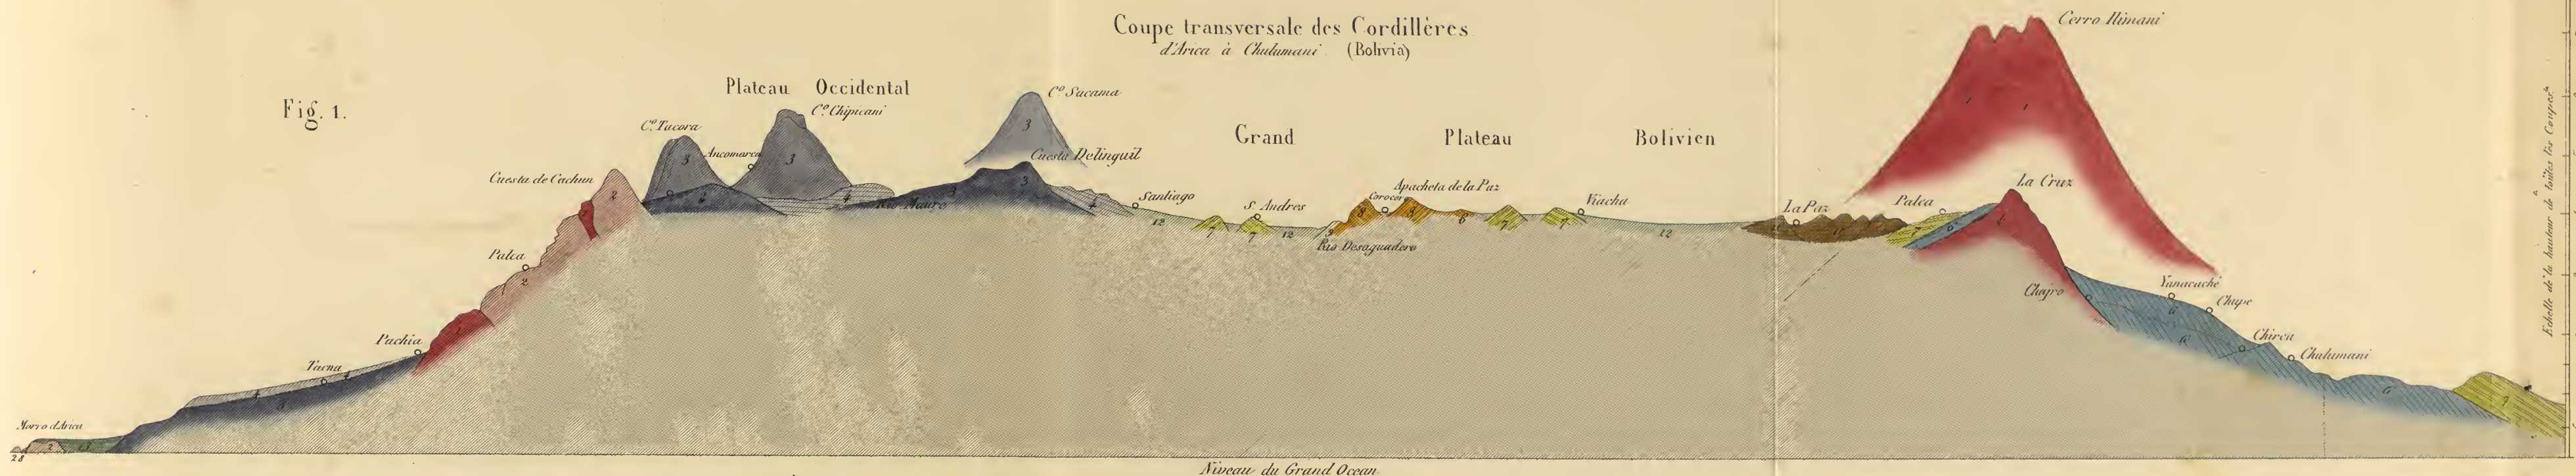 Coupe transversale des Cordillères
d'Arica à Chulumani (Bolivia)
Fig. 1.
Plateau Occidental
Grand Plateau Bolivien
Morro d'Arica
Tacna
Pachia
Palca
Cuesta de Cachun
C.º Tacora
Ancomarca
C.º Chipicani
Rio Mauro
C.º Sacama
Cuesta Delinguil
Santiago
S. Andres
Rio Desaguadero
Corocoro
Apacheta de la Paz
Viacha
La Paz
Palca
Cerro Ilimani
La Cruz
Chajro
Yanacaché
Chupe
Chirca
Chulumani
Echelle de la hauteur de toutes les Coupes.
Niveau du Grand Ocean